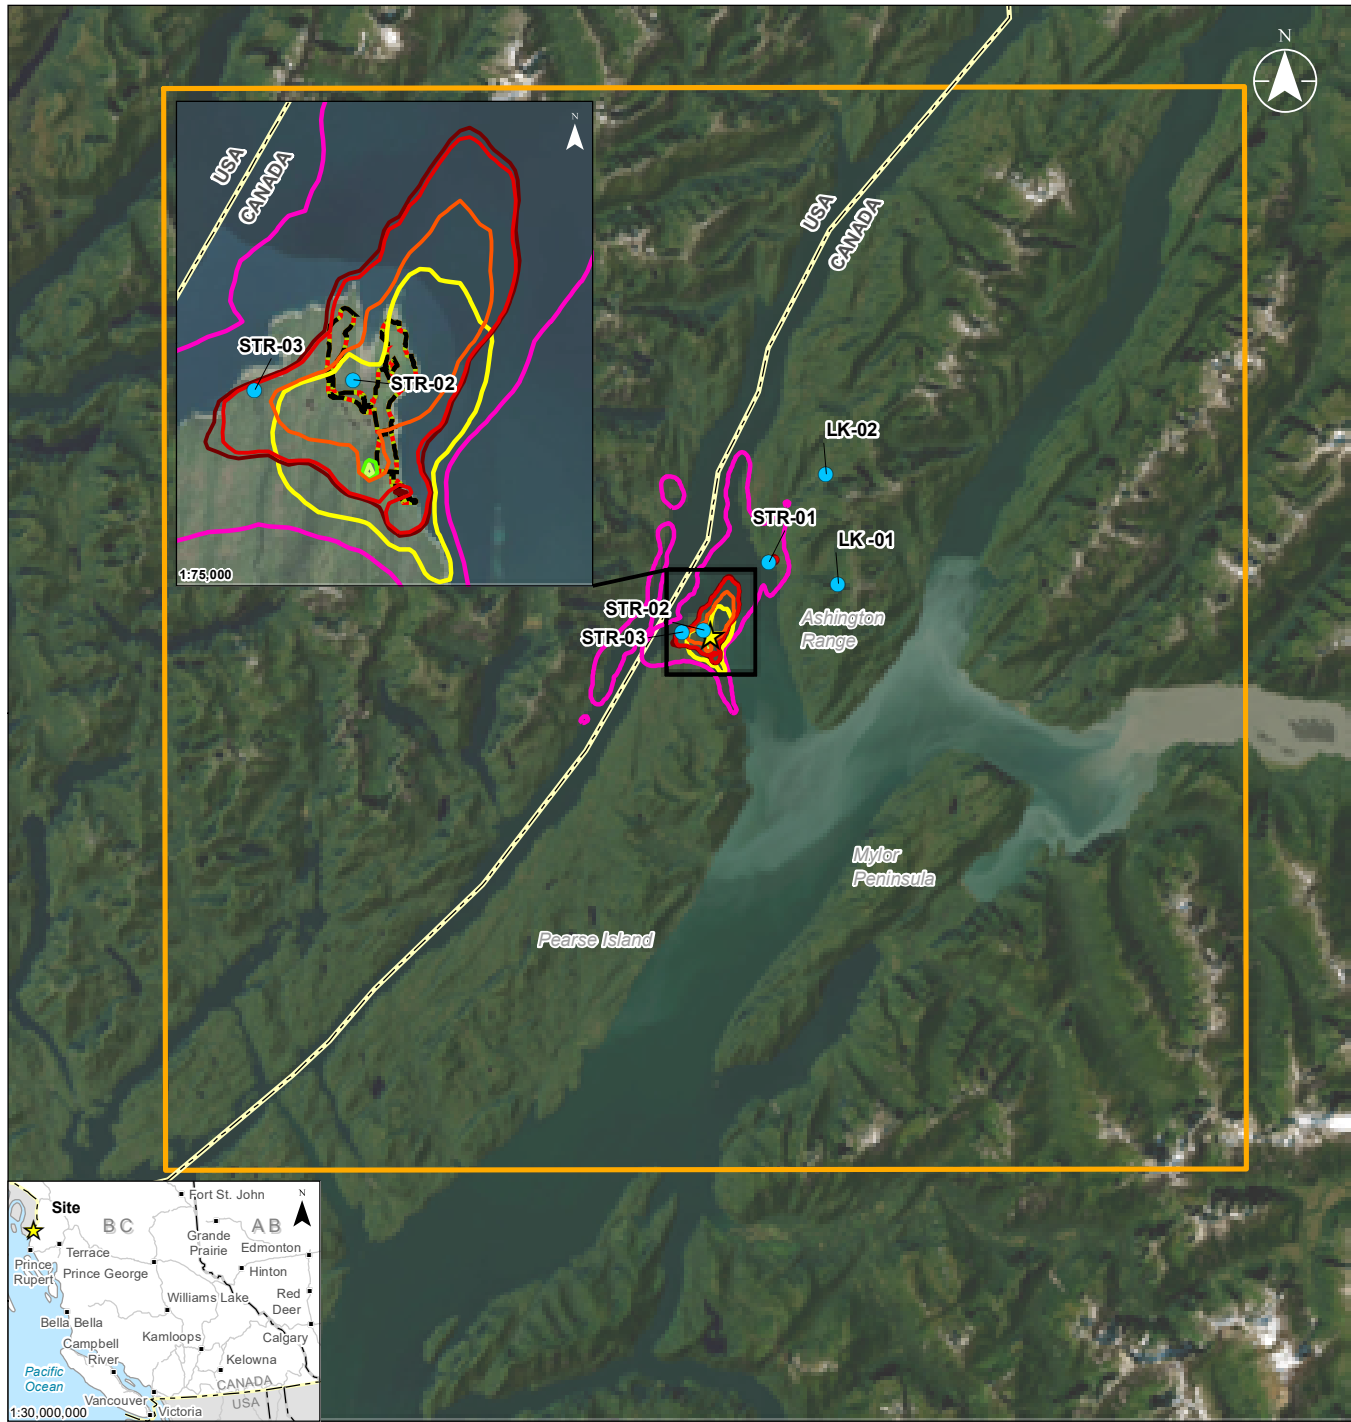 N
N
USA
CANADA
STR-03
STR-02
1:75,000
USA
CANADA
LK-02
STR-01
LK -01
STR-02
STR-03
Ashington
Range
Mylor
Peninsula
Pearse Island
Site
N
Fort St. John
BC
AB
Grande
Prairie
Edmonton
Terrace
Prince
Rupert
Prince George
Hinton
Williams Lake
Red
Deer
Bella Bella
Campbell
River
Kamloops
Calgary
Kelowna
Pacific
Ocean
CANADA
USA
Vancouver
Victoria
1:30,000,000